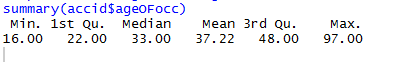 summary(accid$ageOFocc)
Min. 1st Qu. Median Mean 3rd Qu. Max.
16.00 22.00 33.00 37.22 48.00 97.00